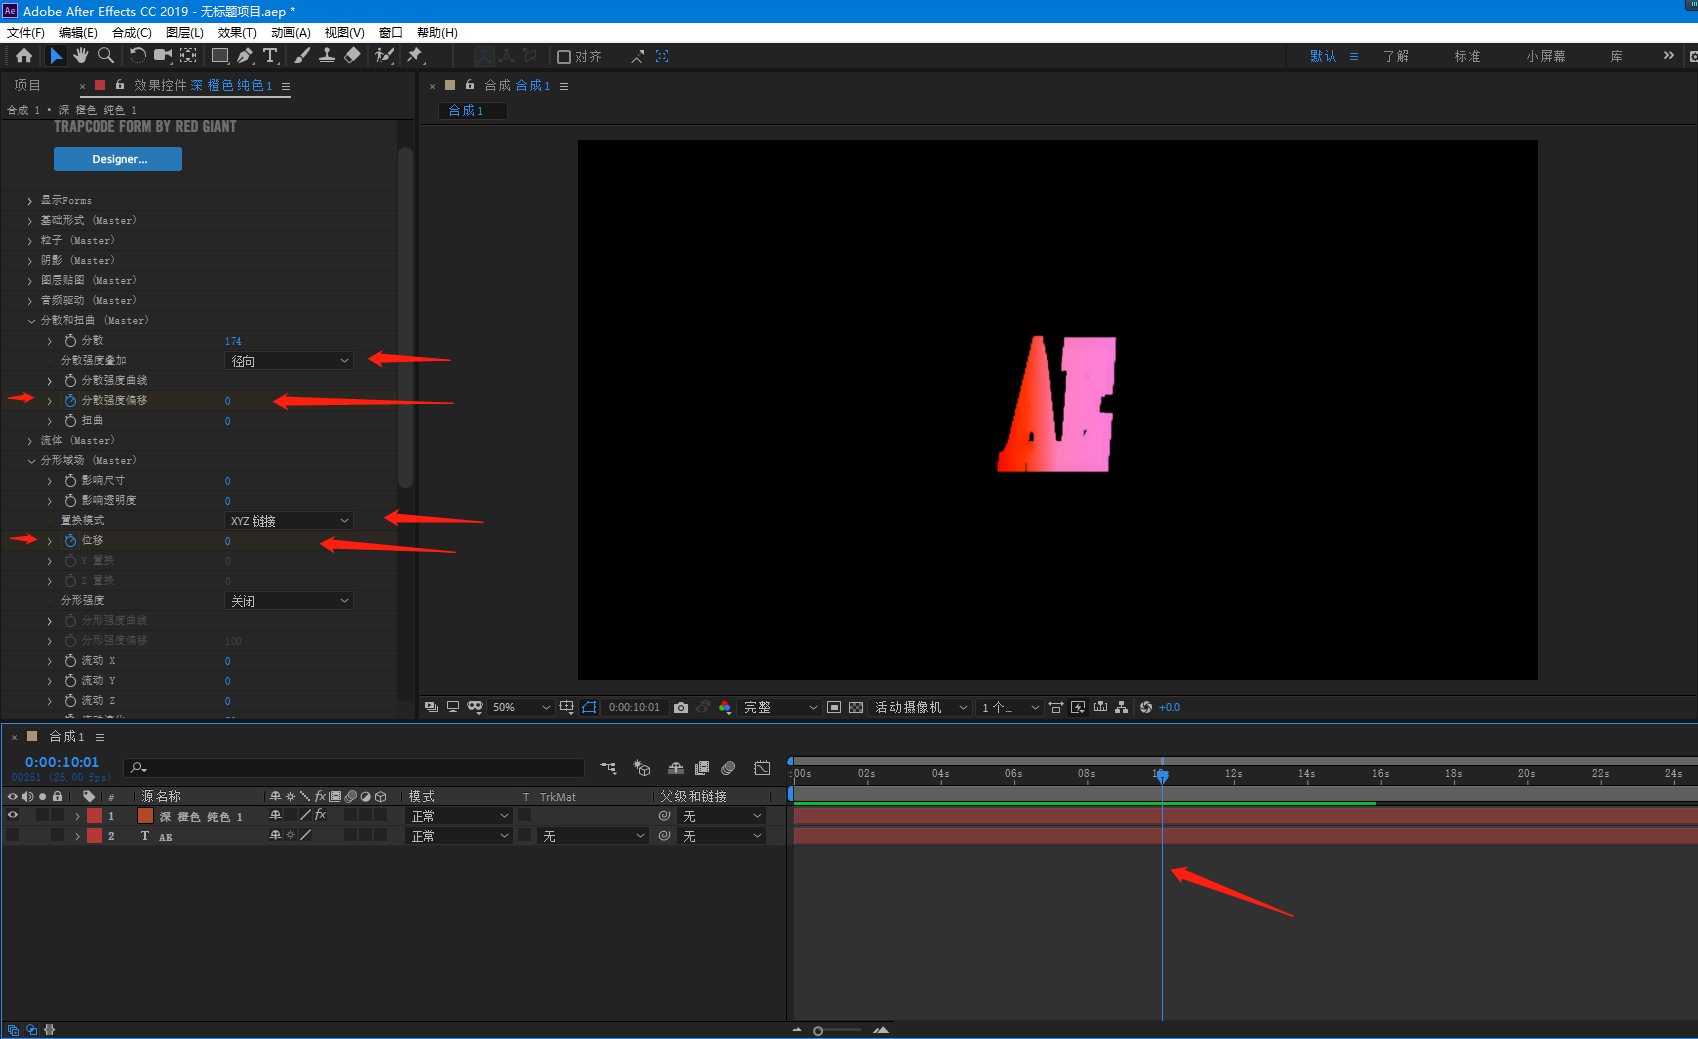 Ae Adobe After Effects CC 2019 - 无标题项目.aep *
文件(F) 编辑(E) 合成(C) 图层(L) 效果(T) 动画(A) 视图(V) 窗口 帮助(H)
对齐 默认 了解 标准 小屏幕 库 »
项目 × 效果控件 深 橙色 纯色 1
合成 1 • 深 橙色 纯色 1
TRAPCODE FORM BY RED GIANT
Designer...
显示Forms
基础形式 (Master)
粒子 (Master)
阴影 (Master)
图层贴图 (Master)
音频驱动 (Master)
分散和扭曲 (Master)
分散 174
分散强度叠加 径向
分散强度曲线
分散强度偏移 0
扭曲 0
流体 (Master)
分形域场 (Master)
影响尺寸 0
影响透明度 0
置换模式 XYZ 链接
位移 0
Y 置换 0
Z 置换 0
分形强度 关闭
分形强度曲线
分形强度偏移 100
流动 X 0
流动 Y 0
流动 Z 0
× 合成 合成 1
合成 1
AE
50% 0:00:10:01 完整 活动摄像机 1 个... +0.0
× 合成 1
0:00:10:01
00251 (25.00 fps)
:00s 02s 04s 06s 08s 10s 12s 14s 16s 18s 20s 22s 24s
# 源名称 fx 模式 T TrkMat 父级和链接
1 深 橙色 纯色 1 fx 正常 无
2 T AE 正常 无 无